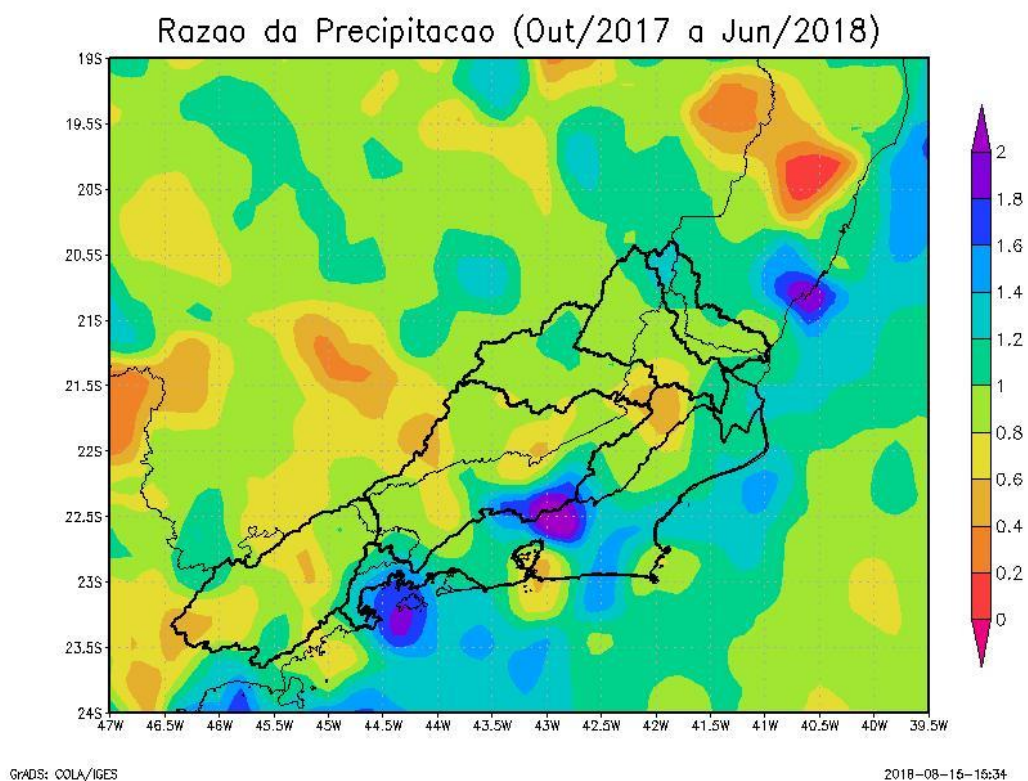 Razao da Precipitacao (Out/2017 a Jun/2018)
19S
19.5S
20S
20.5S
21S
21.5S
22S
22.5S
23S
23.5S
24S
47W 46.5W 45.5W 45W 44.5W 44W 43.5W 43W 42.5W 42W 41.5W 41W 40.5W 40W 39.5W
2
1.8
1.6
1.4
1.2
1
0.8
0.6
0.4
0.2
0
GrADS: COLA/IGES 2018-08-15-15:34